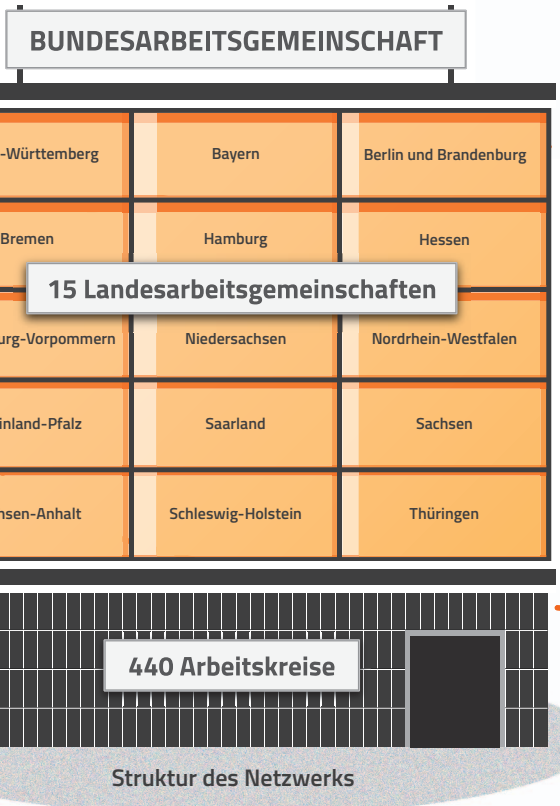 BUNDESARBEITSGEMEINSCHAFT
-Württemberg
Bayern
Berlin und Brandenburg
Bremen
Hamburg
Hessen
15 Landesarbeitsgemeinschaften
urg-Vorpommern
Niedersachsen
Nordrhein-Westfalen
inland-Pfalz
Saarland
Sachsen
nsen-Anhalt
Schleswig-Holstein
Thüringen
440 Arbeitskreise
Struktur des Netzwerks